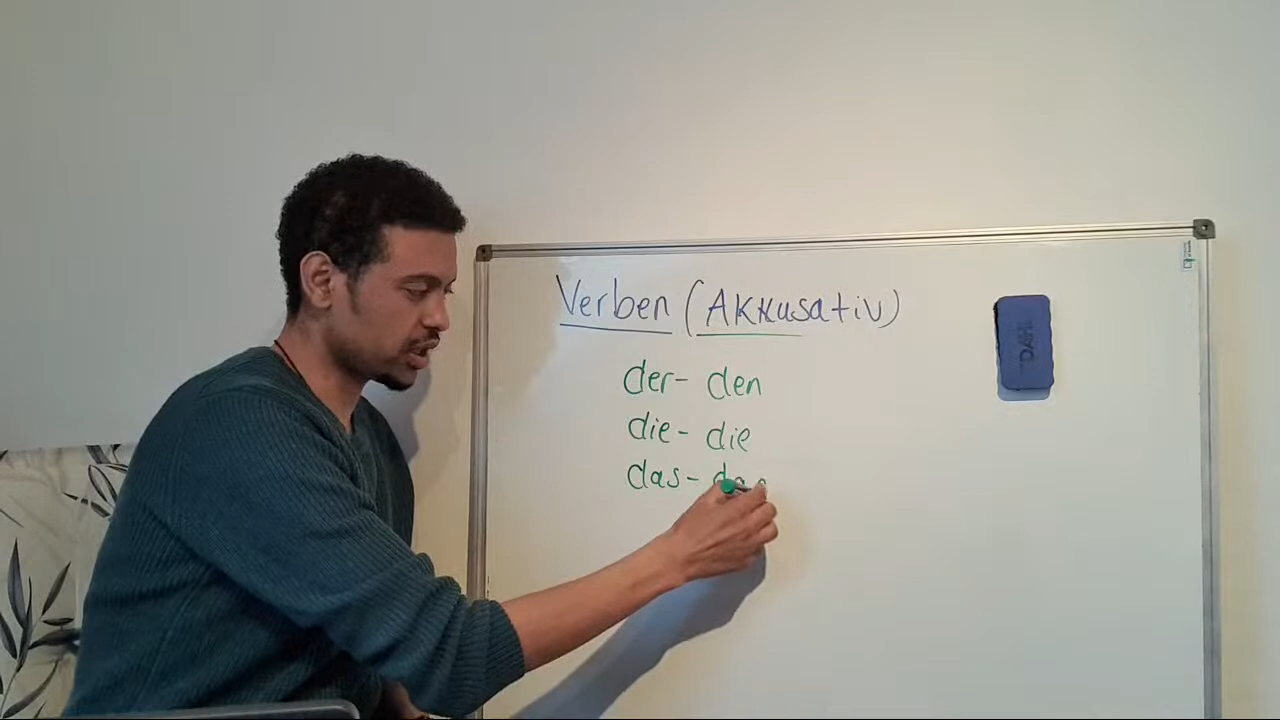 Verben (Akkusativ)
der- den
die- die
das-